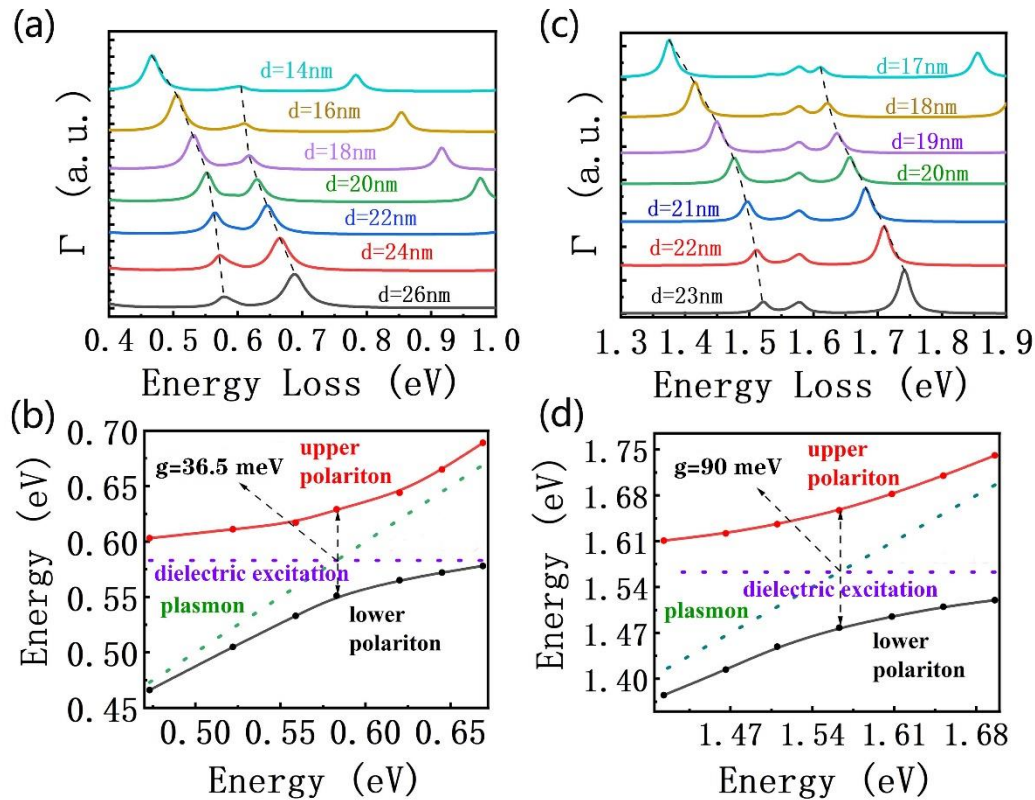 (a)
Γ (a. u.)
d=14nm
d=16nm
d=18nm
d=20nm
d=22nm
d=24nm
d=26nm
0.4 0.5 0.6 0.7 0.8 0.9 1.0
Energy Loss (eV)
(c)
Γ (a. u.)
d=17nm
d=18nm
d=19nm
d=20nm
d=21nm
d=22nm
d=23nm
1.3 1.4 1.5 1.6 1.7 1.8 1.9
Energy Loss (eV)
(b)
Energy (eV)
0.70
0.65
0.60
0.55
0.50
0.45
g=36.5 meV
upper
polariton
dielectric excitation
plasmon
lower
polariton
0.50 0.55 0.60 0.65
Energy (eV)
(d)
Energy (eV)
1.75
1.68
1.61
1.54
1.47
1.40
g=90 meV
upper
polariton
dielectric excitation
plasmon
lower
polariton
1.47 1.54 1.61 1.68
Energy (eV)